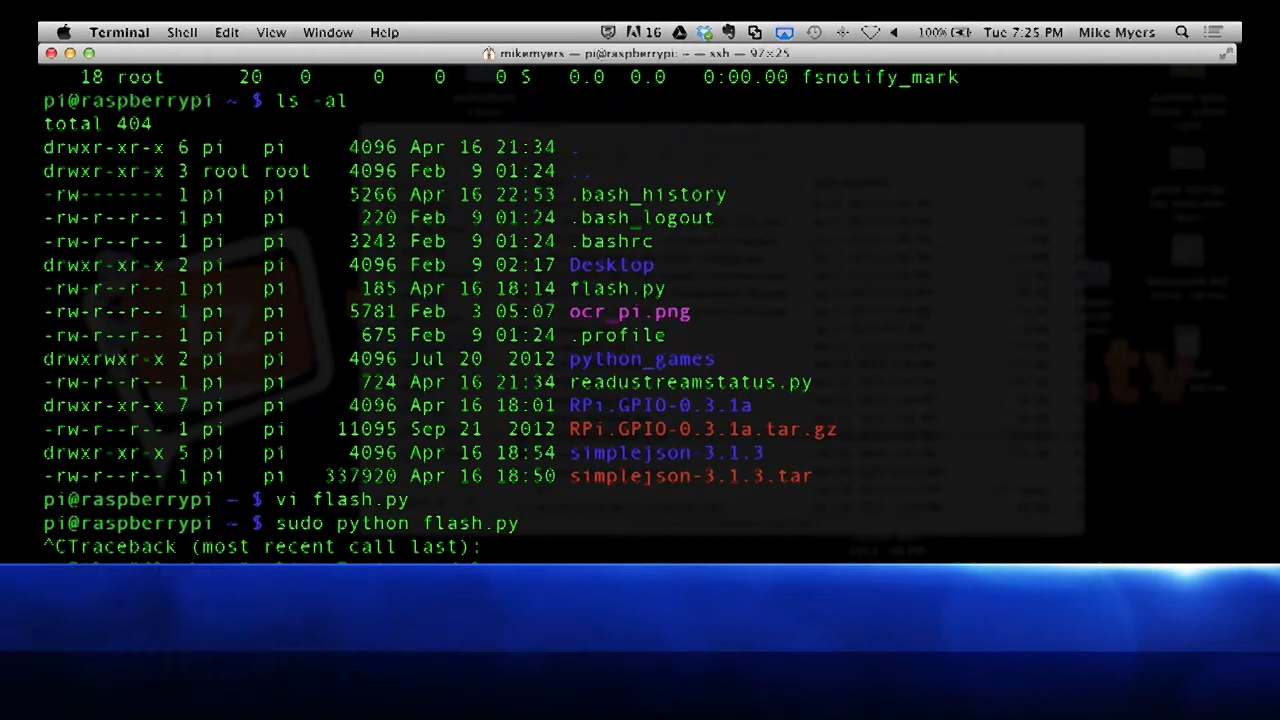 Terminal Shell Edit View Window Help 16 100% Tue 7:25 PM Mike Myers
mikemyers — pi@raspberrypi: ~ — ssh — 97×25
18 root 20 0 0 0 0 S 0.0 0.0 0:00.00 fsnotify_mark
pi@raspberrypi ~ $ ls -al
total 404
drwxr-xr-x 6 pi pi 4096 Apr 16 21:34 .
drwxr-xr-x 3 root root 4096 Feb 9 01:24 ..
-rw------- 1 pi pi 5266 Apr 16 22:53 .bash_history
-rw-r--r-- 1 pi pi 220 Feb 9 01:24 .bash_logout
-rw-r--r-- 1 pi pi 3243 Feb 9 01:24 .bashrc
drwxr-xr-x 2 pi pi 4096 Feb 9 02:17 Desktop
-rw-r--r-- 1 pi pi 185 Apr 16 18:14 flash.py
-rw-r--r-- 1 pi pi 5781 Feb 3 05:07 ocr_pi.png
-rw-r--r-- 1 pi pi 675 Feb 9 01:24 .profile
drwxrwxr-x 2 pi pi 4096 Jul 20 2012 python_games
-rw-r--r-- 1 pi pi 724 Apr 16 21:34 readustreamstatus.py
drwxr-xr-x 7 pi pi 4096 Apr 16 18:01 RPi.GPIO-0.3.1a
-rw-r--r-- 1 pi pi 11095 Sep 21 2012 RPi.GPIO-0.3.1a.tar.gz
drwxr-xr-x 5 pi pi 4096 Apr 16 18:54 simplejson-3.1.3
-rw-r--r-- 1 pi pi 337920 Apr 16 18:50 simplejson-3.1.3.tar
pi@raspberrypi ~ $ vi flash.py
pi@raspberrypi ~ $ sudo python flash.py
^CTraceback (most recent call last):